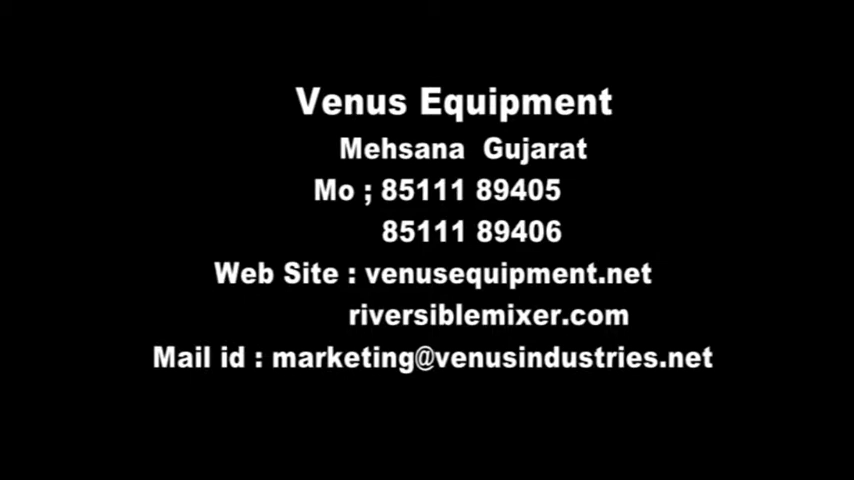 Venus Equipment
Mehsana Gujarat
Mo ; 85111 89405
85111 89406
Web Site : venusequipment.net
riversiblemixer.com
Mail id : marketing@venusindustries.net